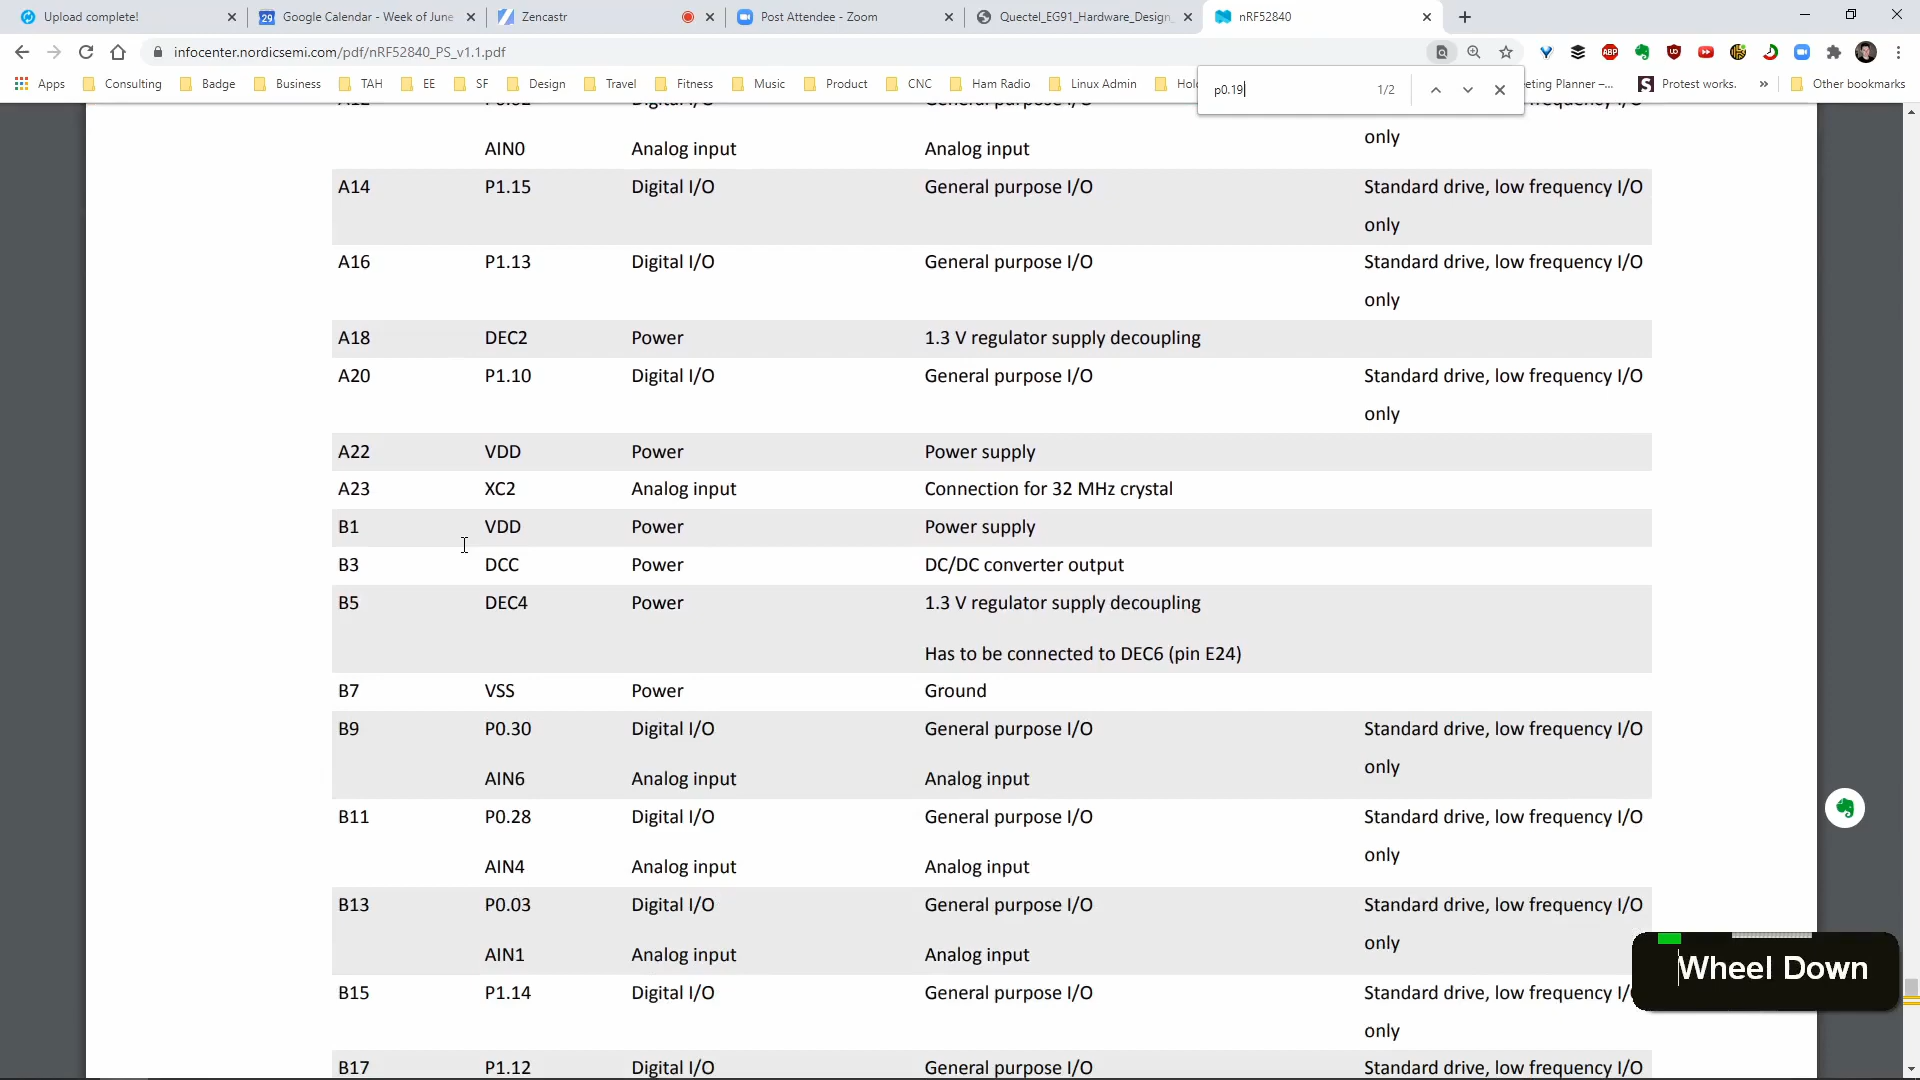 Upload complete!
Google Calendar - Week of June
Zencastr
Post Attendee - Zoom
Quectel_EG91_Hardware_Design_
nRF52840
infocenter.nordicsemi.com/pdf/nRF52840_PS_v1.1.pdf
Apps Consulting Badge Business TAH EE SF Design Travel Fitness Music Product CNC Ham Radio Linux Admin Hol eeting Planner –... Protest works. » Other bookmarks
p0.19 1/2
only
AIN0 Analog input Analog input
A14 P1.15 Digital I/O General purpose I/O Standard drive, low frequency I/O
only
A16 P1.13 Digital I/O General purpose I/O Standard drive, low frequency I/O
only
A18 DEC2 Power 1.3 V regulator supply decoupling
A20 P1.10 Digital I/O General purpose I/O Standard drive, low frequency I/O
only
A22 VDD Power Power supply
A23 XC2 Analog input Connection for 32 MHz crystal
B1 VDD Power Power supply
B3 DCC Power DC/DC converter output
B5 DEC4 Power 1.3 V regulator supply decoupling
Has to be connected to DEC6 (pin E24)
B7 VSS Power Ground
B9 P0.30 Digital I/O General purpose I/O Standard drive, low frequency I/O
only
AIN6 Analog input Analog input
B11 P0.28 Digital I/O General purpose I/O Standard drive, low frequency I/O
only
AIN4 Analog input Analog input
B13 P0.03 Digital I/O General purpose I/O Standard drive, low frequency I/O
only
AIN1 Analog input Analog input
Wheel Down
B15 P1.14 Digital I/O General purpose I/O Standard drive, low frequency I/
only
B17 P1.12 Digital I/O General purpose I/O Standard drive, low frequency I/O